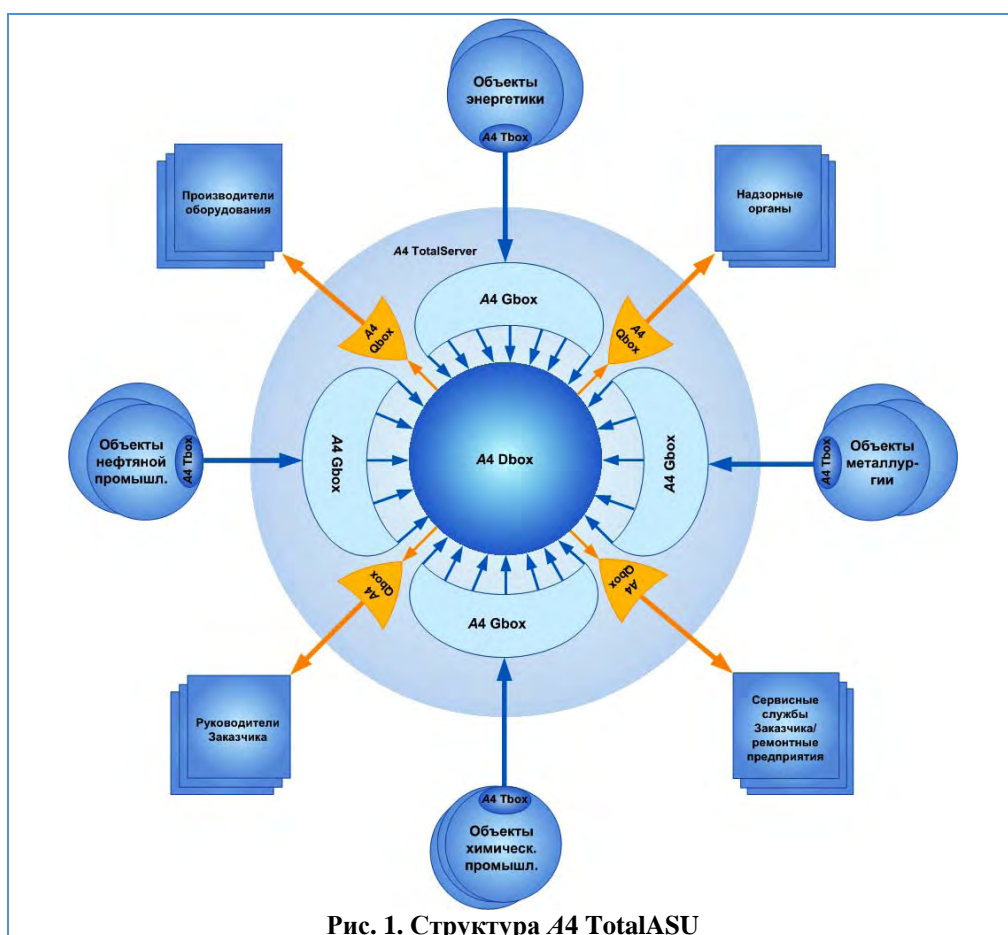 Объекты
энергетики
A4 Tbox
Производители
оборудования
Надзорные
органы
A4 TotalServer
A4 Gbox
A4
Qbox
A4
Qbox
Объекты
нефтяной
промышл.
A4 Tbox
A4 Gbox
A4 Dbox
A4 Gbox
A4 Tbox
Объекты
металлур-
гии
A4
Qbox
A4
Qbox
A4 Gbox
Руководители
Заказчика
Сервисные
службы
Заказчика/
ремонтные
предприятия
A4 Tbox
Объекты
химическ.
промышл.
Рис. 1. Структура A4 TotalASU